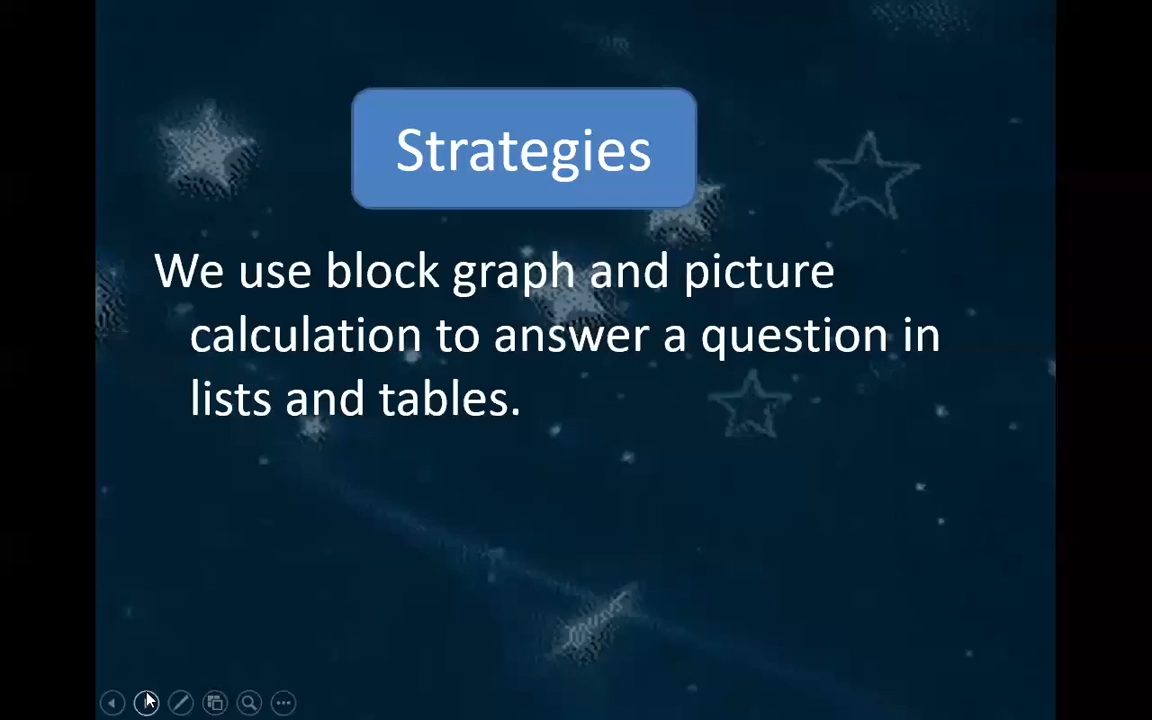 Strategies
We use block graph and picture
calculation to answer a question in
lists and tables.